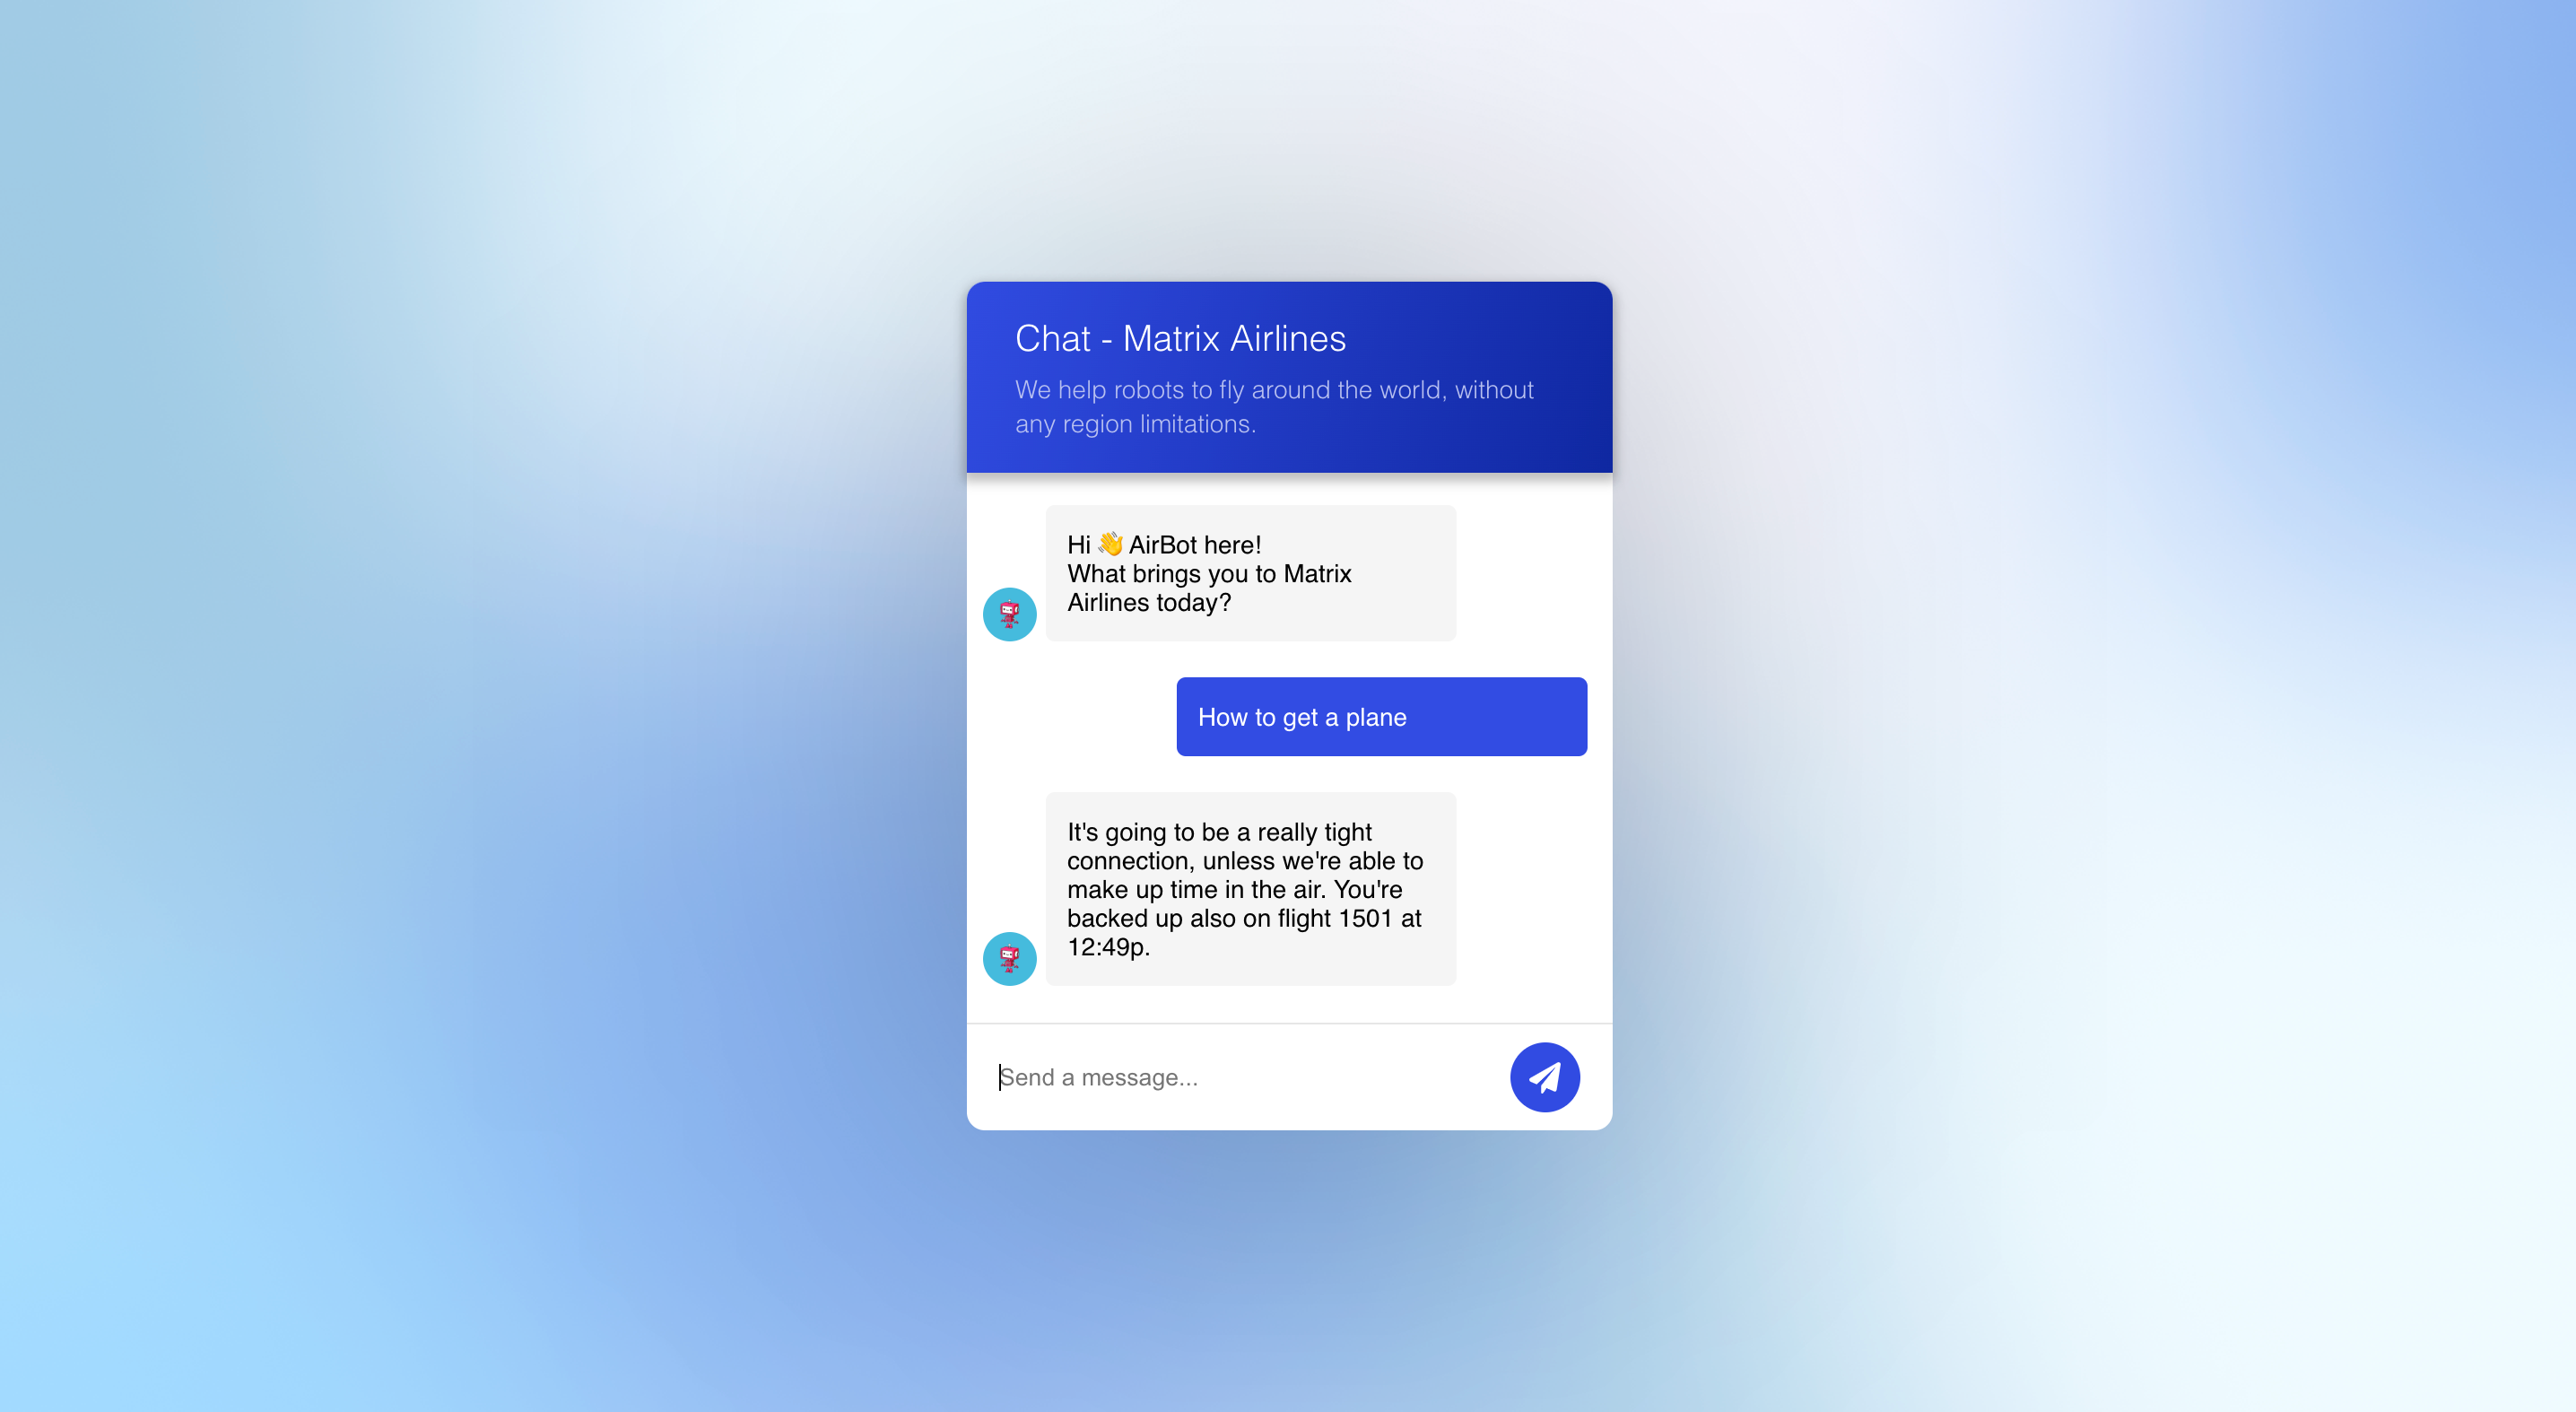 Chat - Matrix Airlines
We help robots to fly around the world, without
any region limitations.
Hi 👋 AirBot here!
What brings you to Matrix
Airlines today?
How to get a plane
It's going to be a really tight
connection, unless we're able to
make up time in the air. You're
backed up also on flight 1501 at
12:49p.
Send a message...